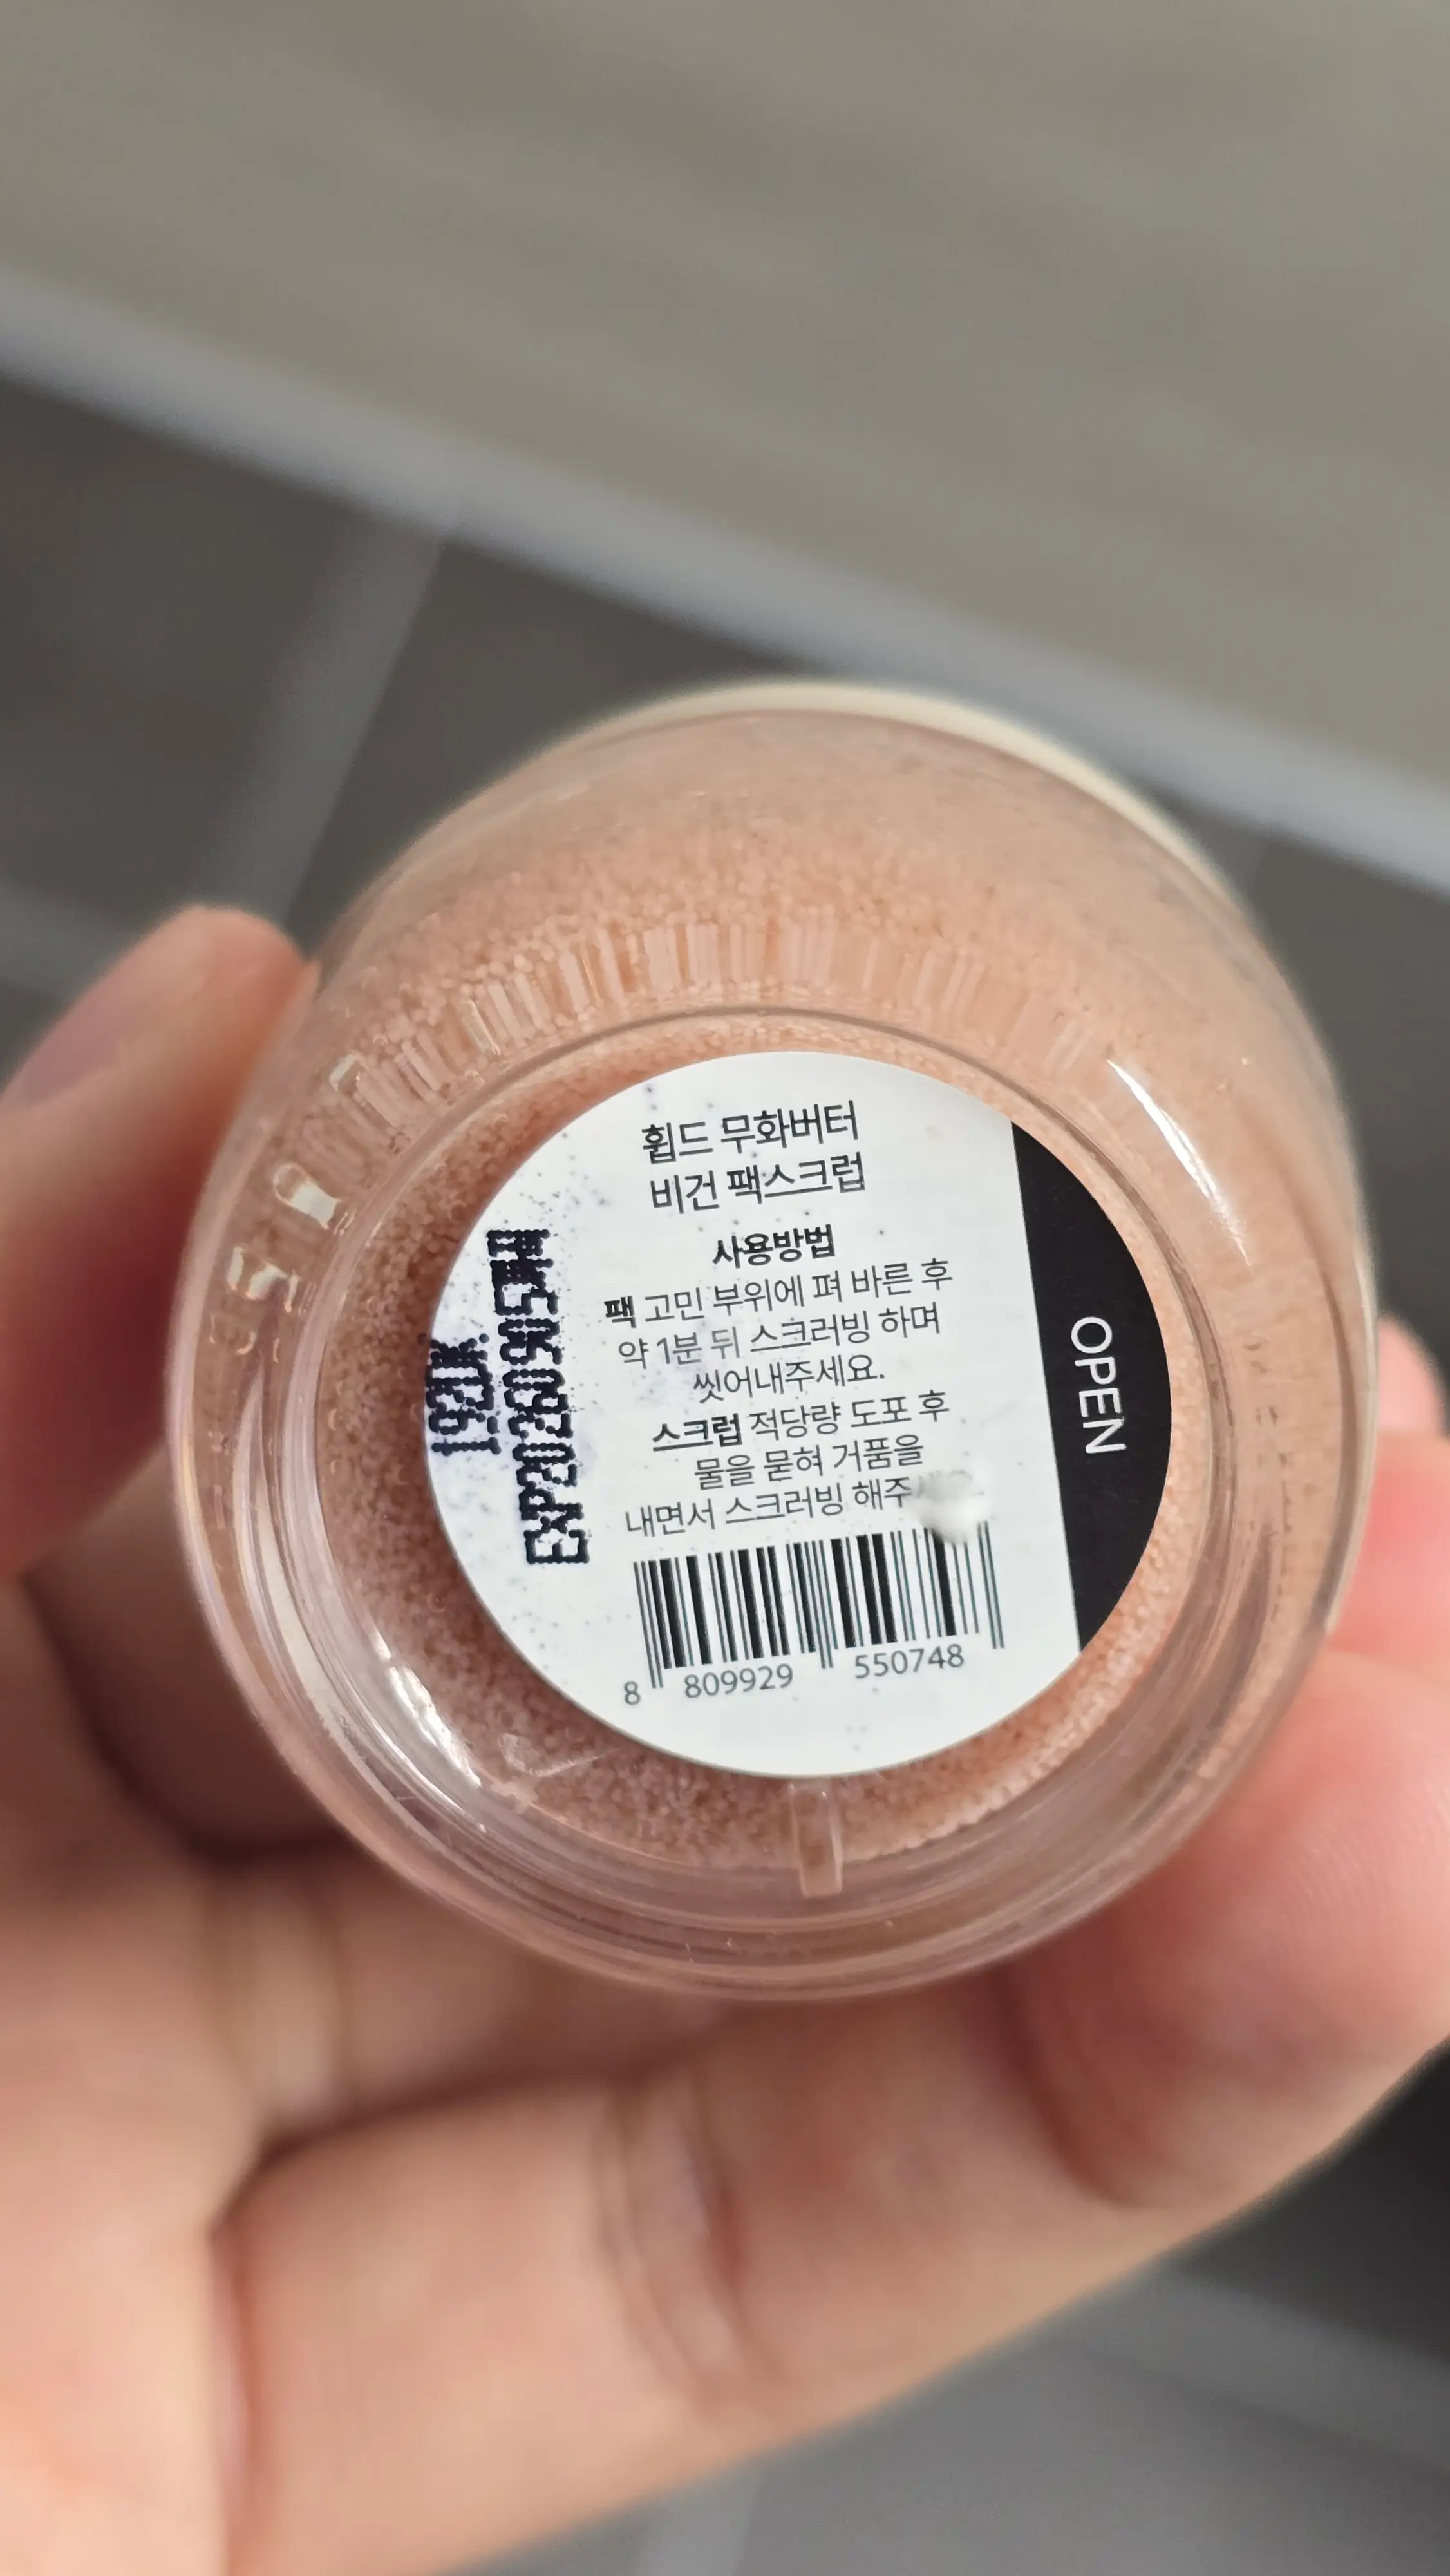 휩드 무화버터
비건 팩스크럽
사용방법
팩 고민 부위에 펴 바른 후
약 1분 뒤 스크러빙 하며
씻어내주세요.
스크럽 적당량 도포 후
물을 묻혀 거품을
내면서 스크러빙 해주
8 809929 550748
OPEN
EXP20260905